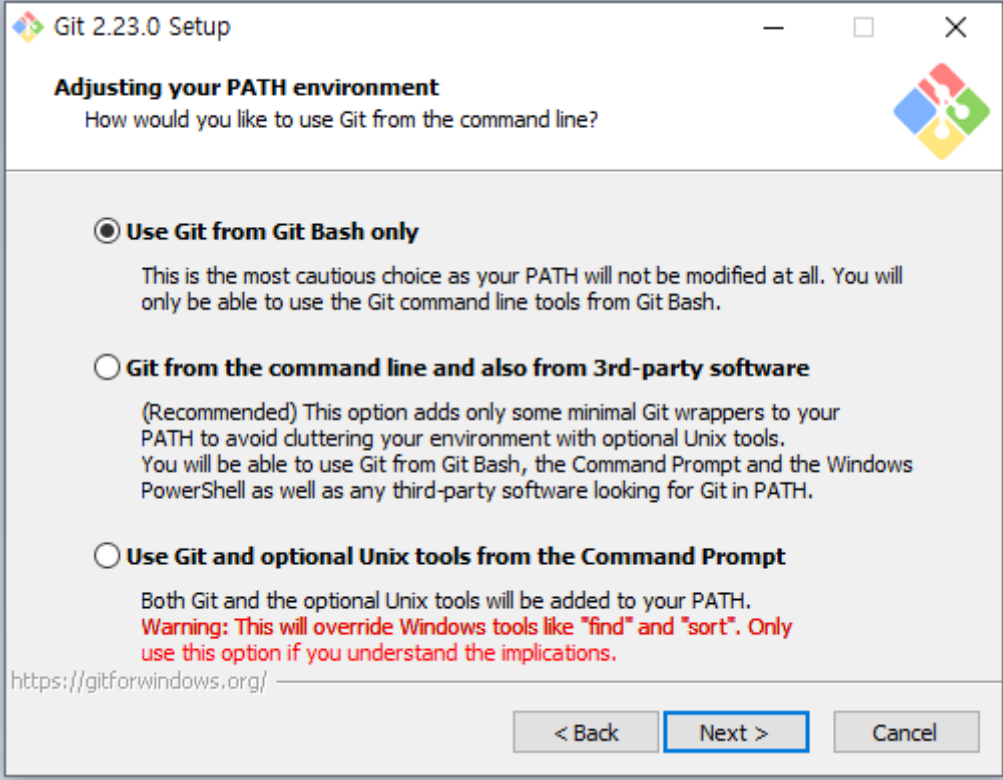 Git 2.23.0 Setup
Adjusting your PATH environment
How would you like to use Git from the command line?
Use Git from Git Bash only
This is the most cautious choice as your PATH will not be modified at all. You will
only be able to use the Git command line tools from Git Bash.
Git from the command line and also from 3rd-party software
(Recommended) This option adds only some minimal Git wrappers to your
PATH to avoid cluttering your environment with optional Unix tools.
You will be able to use Git from Git Bash, the Command Prompt and the Windows
PowerShell as well as any third-party software looking for Git in PATH.
Use Git and optional Unix tools from the Command Prompt
Both Git and the optional Unix tools will be added to your PATH.
Warning: This will override Windows tools like "find" and "sort". Only
use this option if you understand the implications.
https://gitforwindows.org/
< Back Next > Cancel